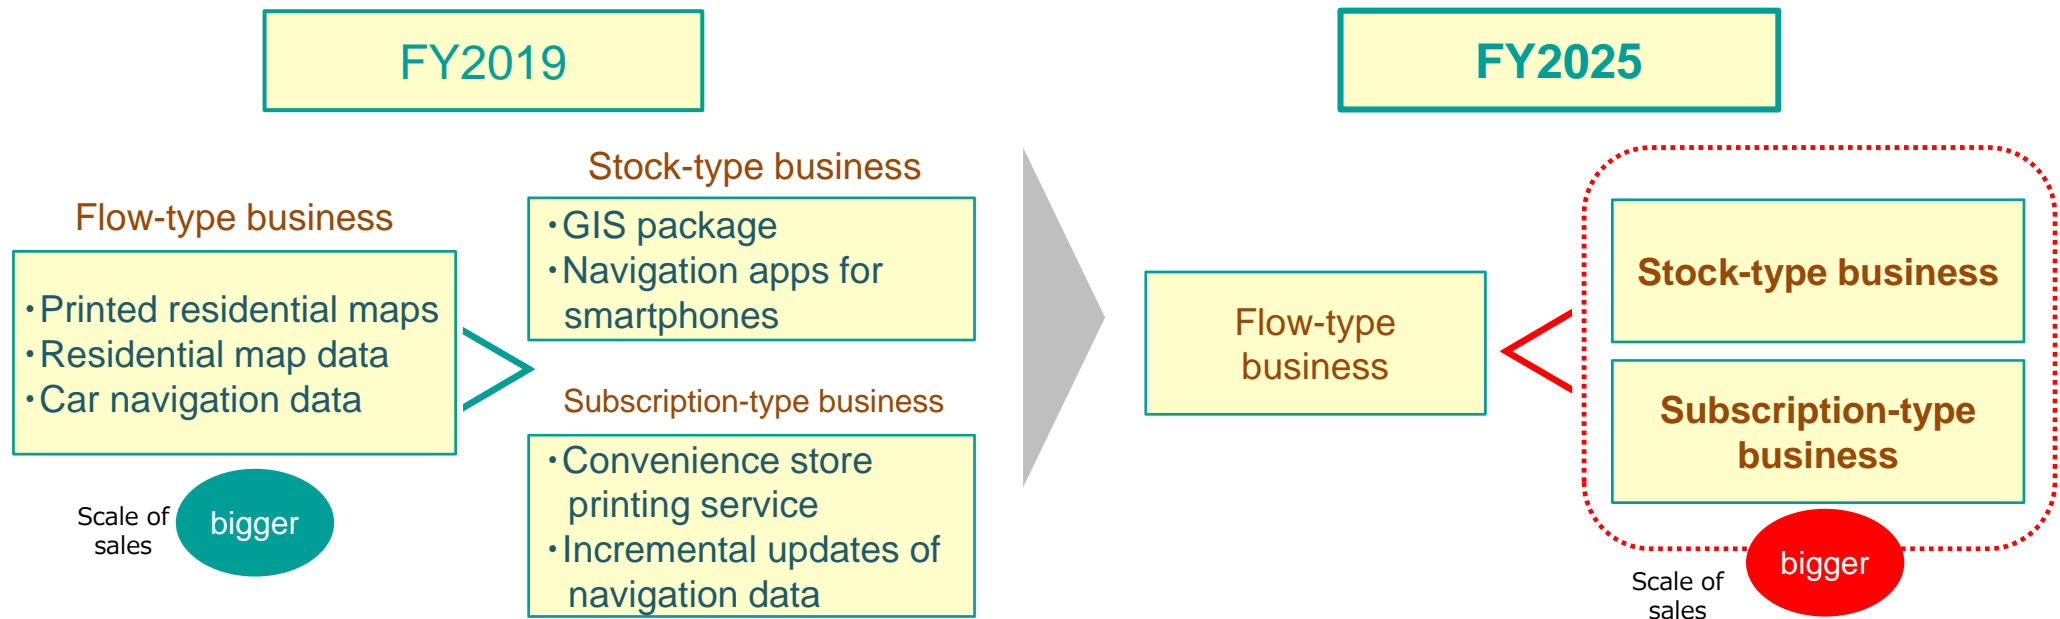 FY2019
Flow-type business
・Printed residential maps
・Residential map data
・Car navigation data
Scale of
sales
bigger
Stock-type business
・GIS package
・Navigation apps for
smartphones
Subscription-type business
・Convenience store
printing service
・Incremental updates of
navigation data
FY2025
Flow-type
business
Stock-type business
Subscription-type
business
Scale of
sales
bigger